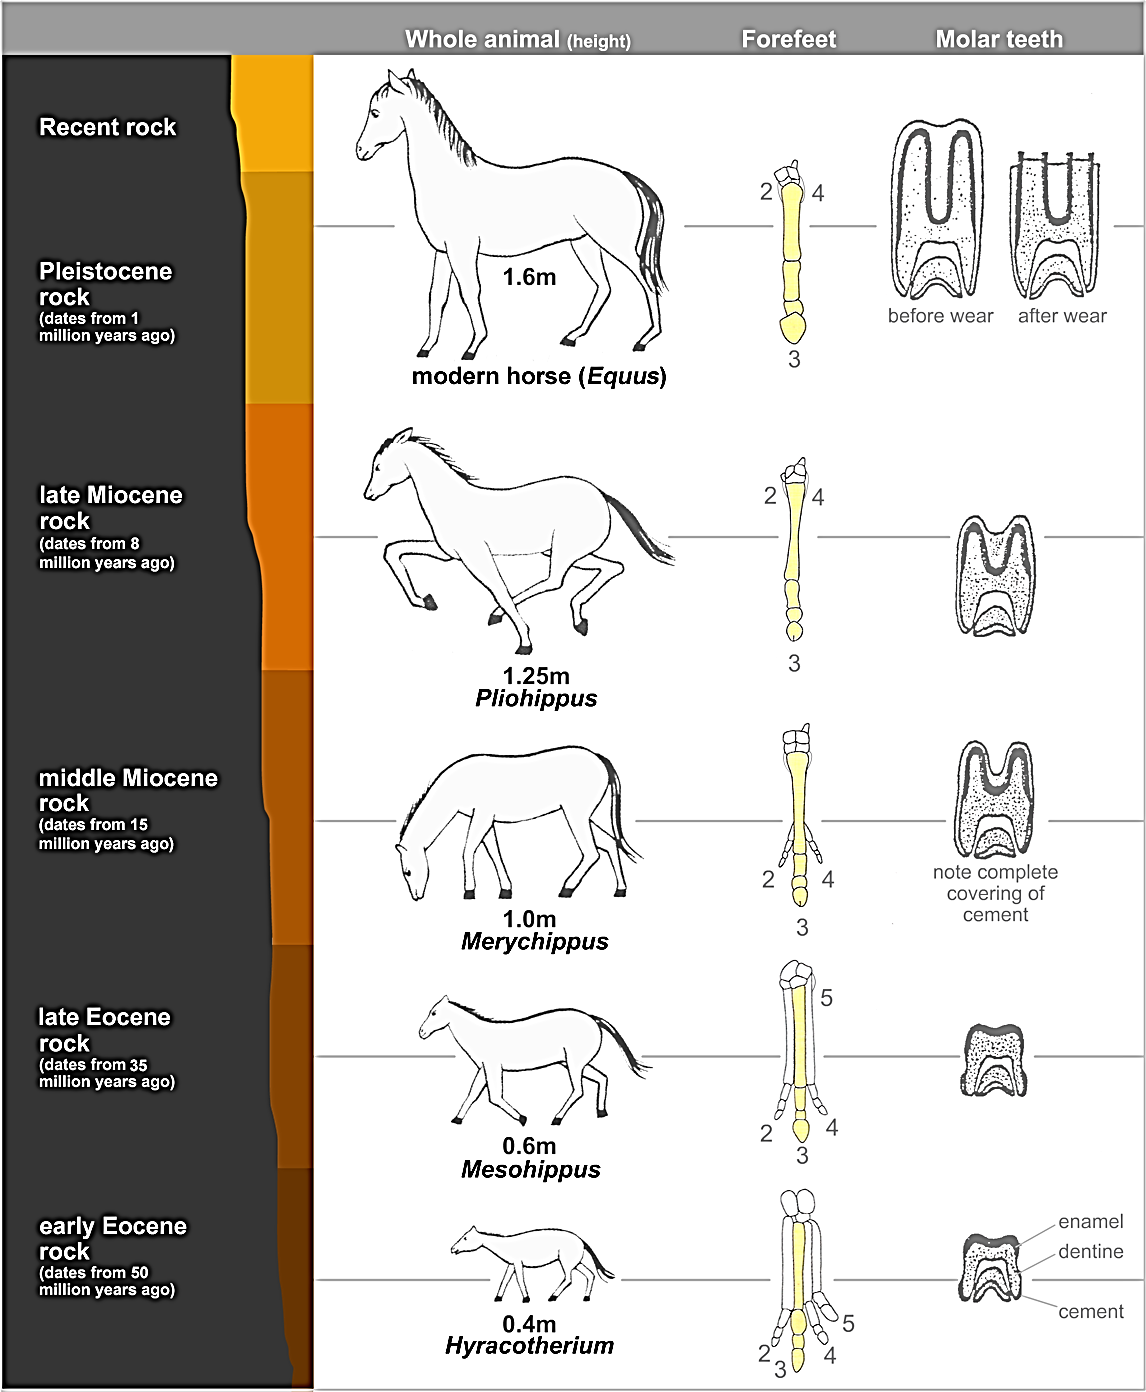 Whole animal (height) Forefeet Molar teeth
Recent rock
2 4
Pleistocene
rock
(dates from 1
million years ago)
1.6m
before wear after wear
3
modern horse (Equus)
late Miocene
rock
(dates from 8
million years ago)
2 4
3
1.25m
Pliohippus
middle Miocene
rock
(dates from 15
million years ago)
2 4
3
note complete
covering of
cement
1.0m
Merychippus
late Eocene
rock
(dates from 35
million years ago)
5
2 4
3
0.6m
Mesohippus
early Eocene
rock
(dates from 50
million years ago)
enamel
dentine
cement
5
2 4
3
0.4m
Hyracotherium